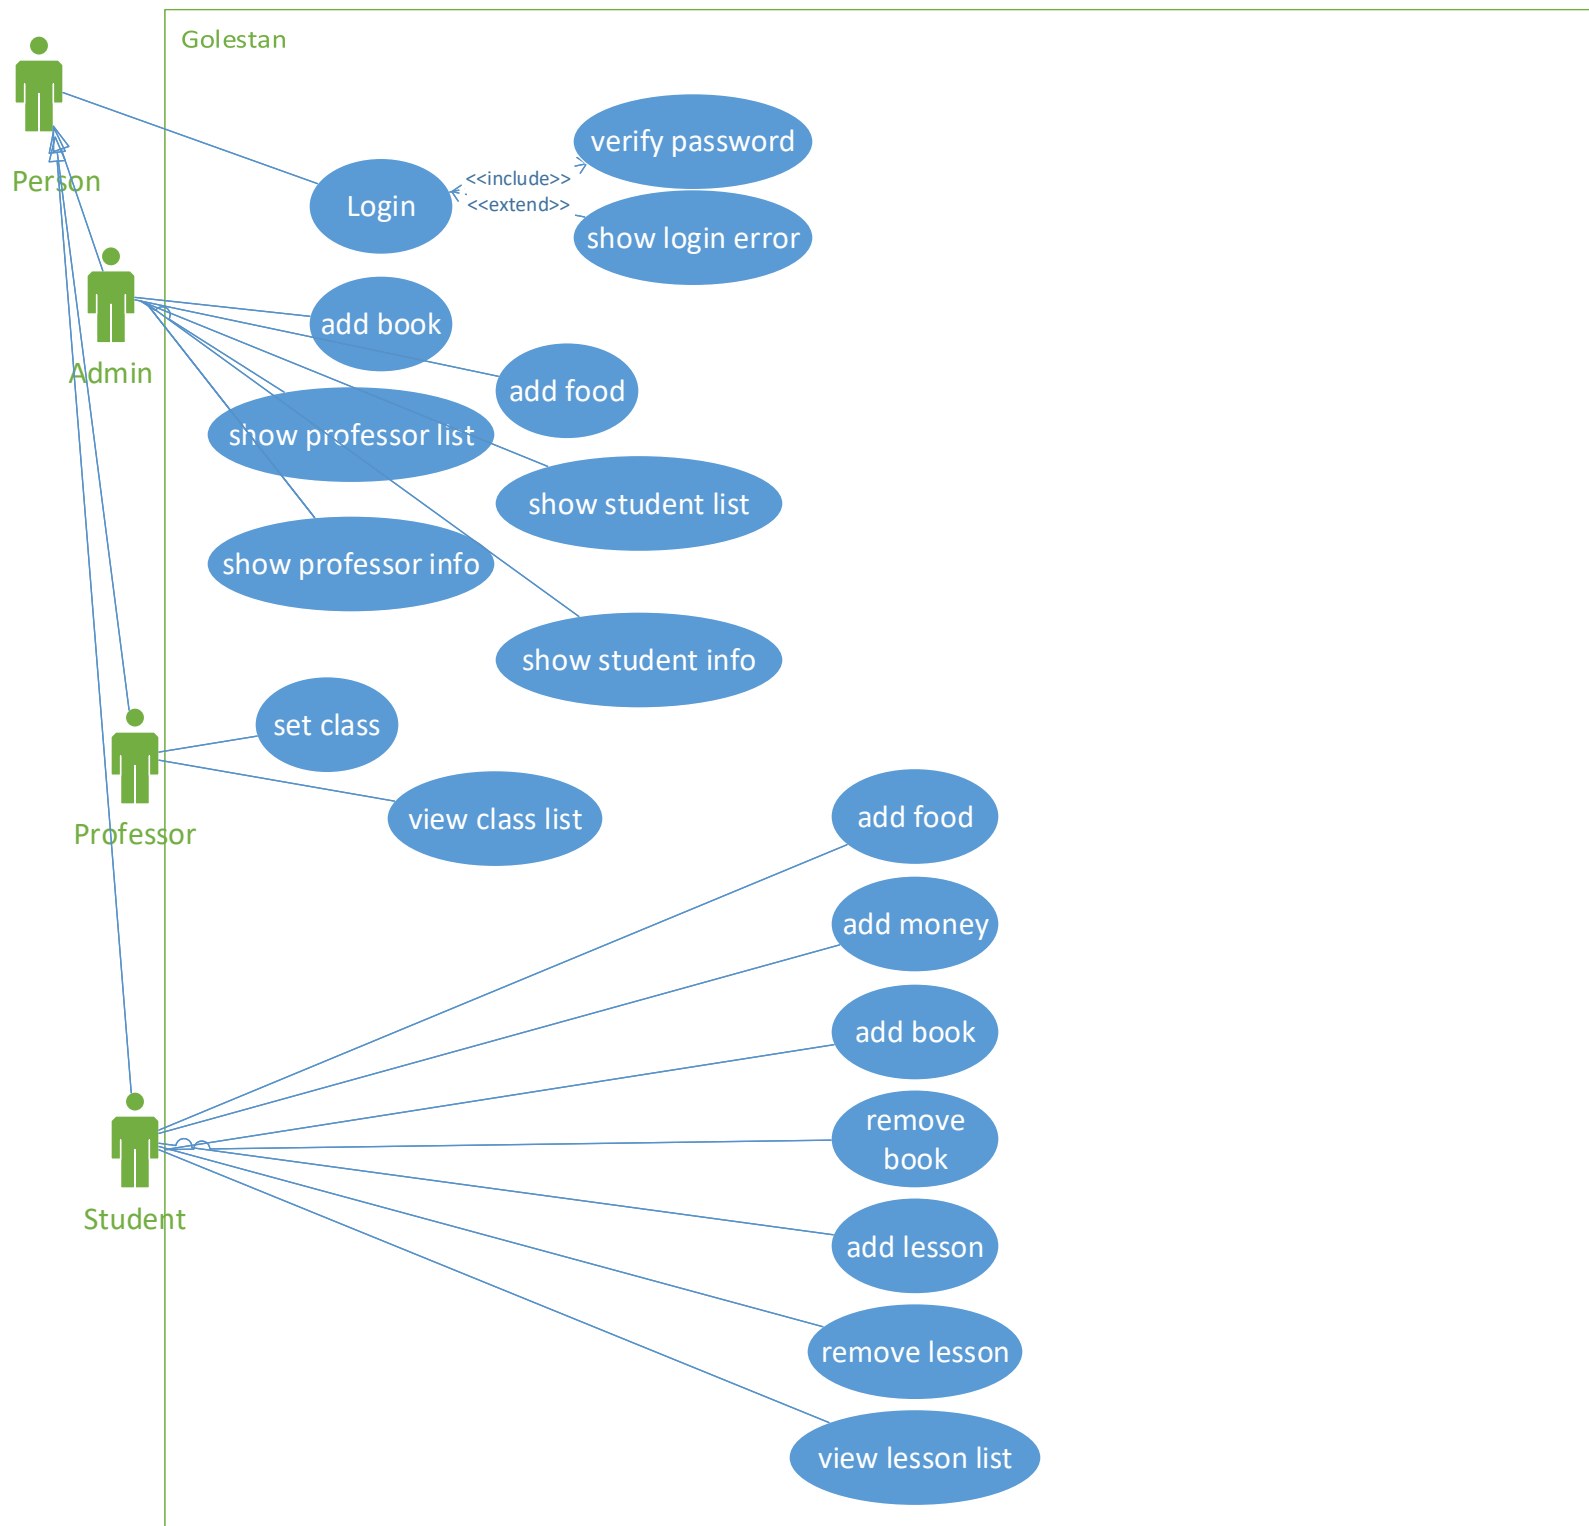 Golestan
Person
verify password
<<include>>
Login
<<extend>>
show login error
Admin
add book
add food
show professor list
show student list
show professor info
show student info
Professor
set class
view class list
add food
add money
add book
remove
book
Student
add lesson
remove lesson
view lesson list